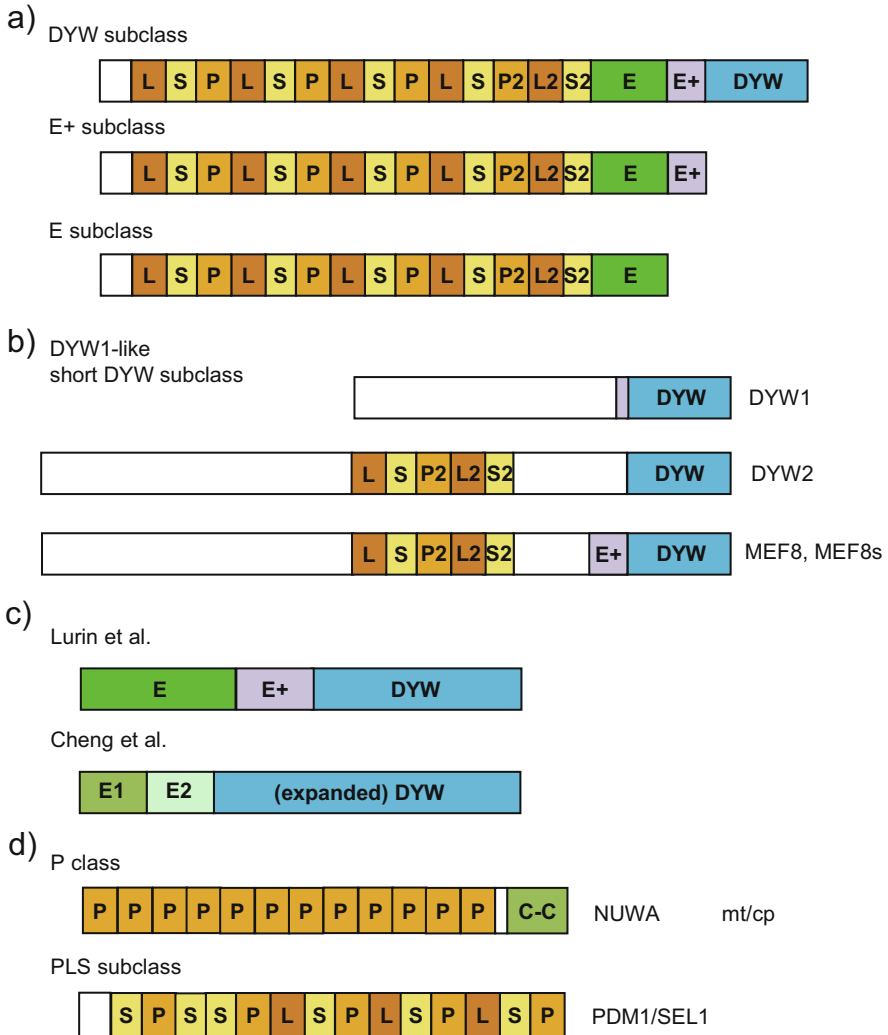 a)
DYW subclass
L S P L S P L S P L S P2 L2 S2 E E+ DYW
E+ subclass
L S P L S P L S P L S P2 L2 S2 E E+
E subclass
L S P L S P L S P L S P2 L2 S2 E
b)
DYW1-like
short DYW subclass
DYW DYW1
L S P2 L2 S2 DYW DYW2
L S P2 L2 S2 E+ DYW MEF8, MEF8s
c)
Lurin et al.
E E+ DYW
Cheng et al.
E1 E2 (expanded) DYW
d)
P class
P P P P P P P P P P P P C-C NUWA mt/cp
PLS subclass
S P S S P L S P L S P L S P PDM1/SEL1